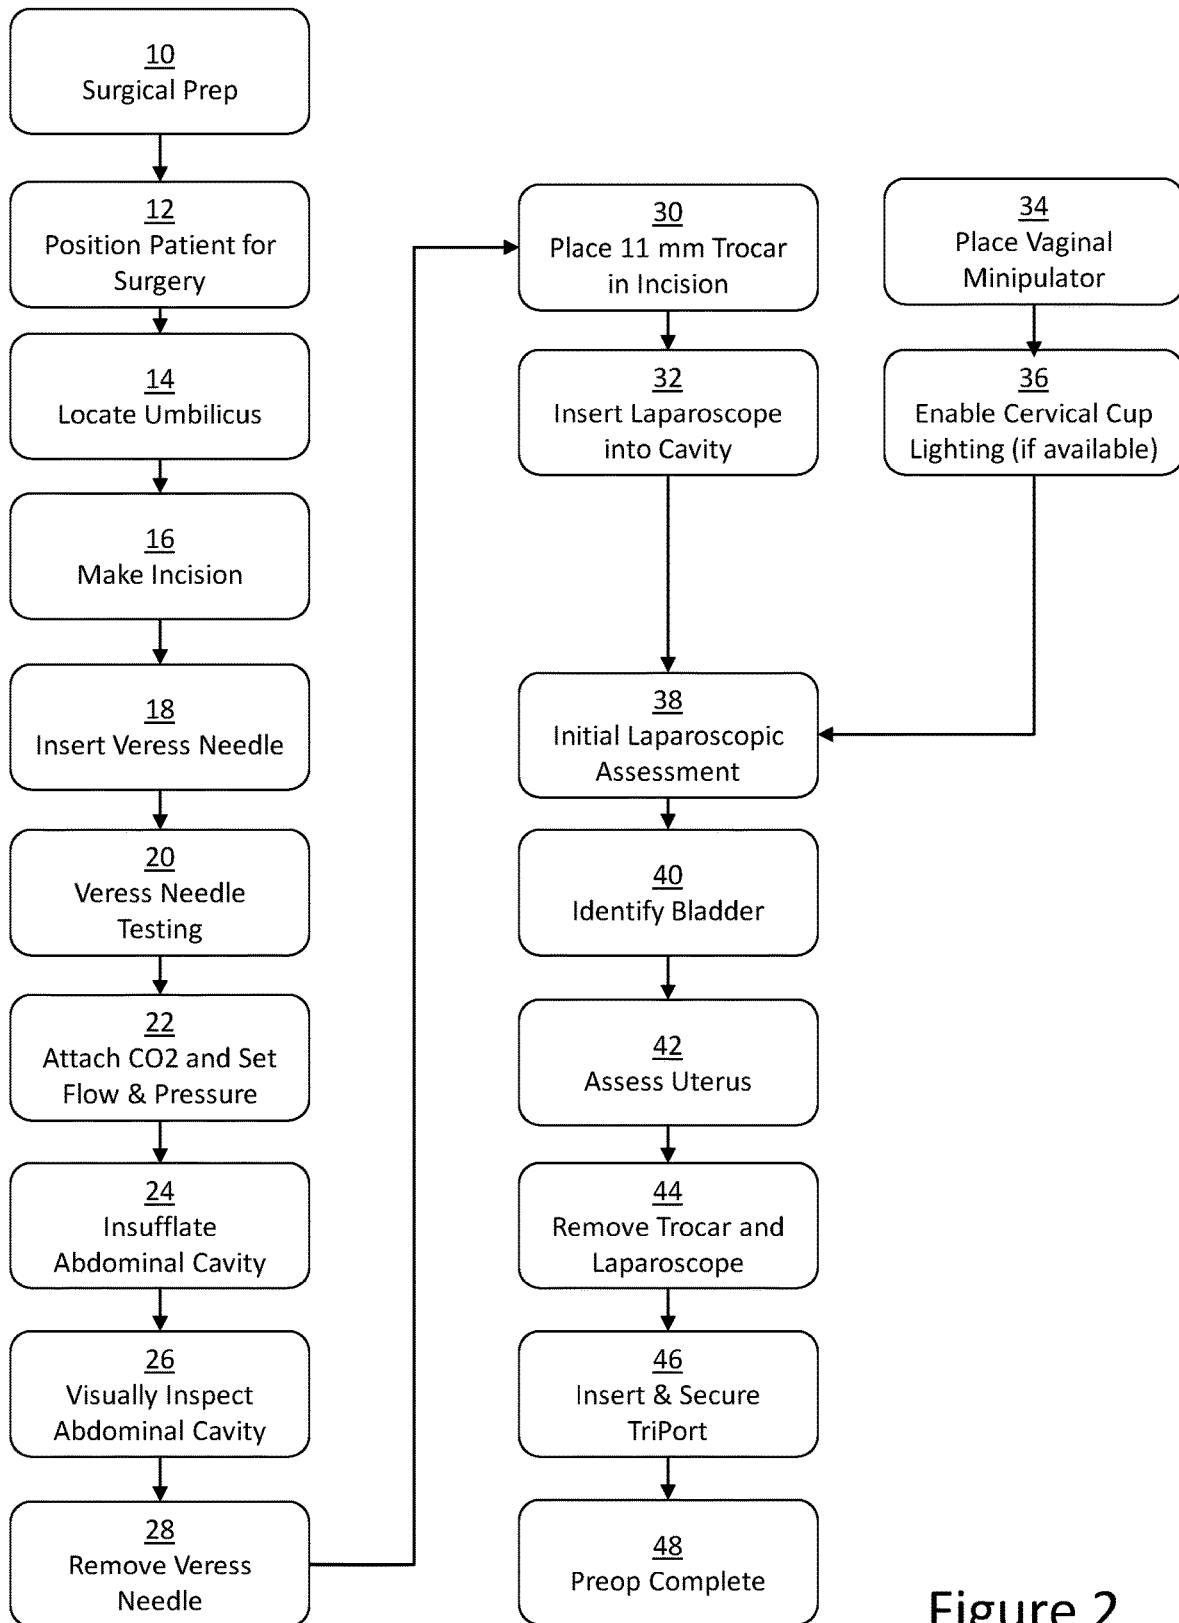 10
Surgical Prep
12
Position Patient for
Surgery
14
Locate Umbilicus
16
Make Incision
18
Insert Veress Needle
20
Veress Needle
Testing
22
Attach CO2 and Set
Flow & Pressure
24
Insufflate
Abdominal Cavity
26
Visually Inspect
Abdominal Cavity
28
Remove Veress
Needle
30
Place 11 mm Trocar
in Incision
32
Insert Laparoscope
into Cavity
34
Place Vaginal
Minipulator
36
Enable Cervical Cup
Lighting (if available)
38
Initial Laparoscopic
Assessment
40
Identify Bladder
42
Assess Uterus
44
Remove Trocar and
Laparoscope
46
Insert & Secure
TriPort
48
Preop Complete
Figure 2